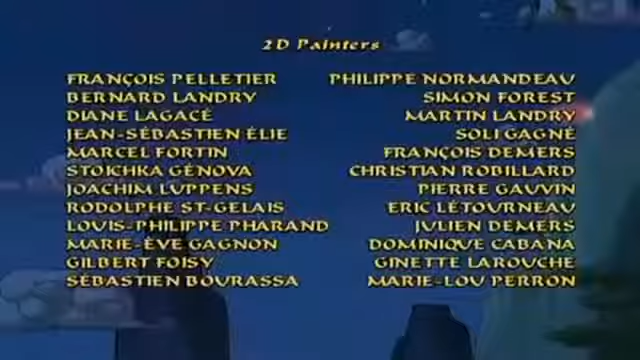 2D Painters
FRANÇOIS PELLETIER PHILIPPE NORMANDEAU
BERNARD LANDRY SIMON FOREST
DIANE LAGACÉ MARTIN LANDRY
JEAN-SÉBASTIEN ÉLIE SOLI GAGNÉ
MARCEL FORTIN FRANÇOIS DEMERS
STOICHKA GÉNOVA CHRISTIAN ROBILLARD
JOACHIM LUPPENS PIERRE GAUVIN
RODOLPHE ST-GELAIS ERIC LÉTOURNEAU
LOUIS-PHILIPPE PHARAND JULIEN DEMERS
MARIE-ÈVE GAGNON DOMINIQUE CABANA
GILBERT FOISY GINETTE LAROUCHE
SÉBASTIEN BOURASSA MARIE-LOU PERRON